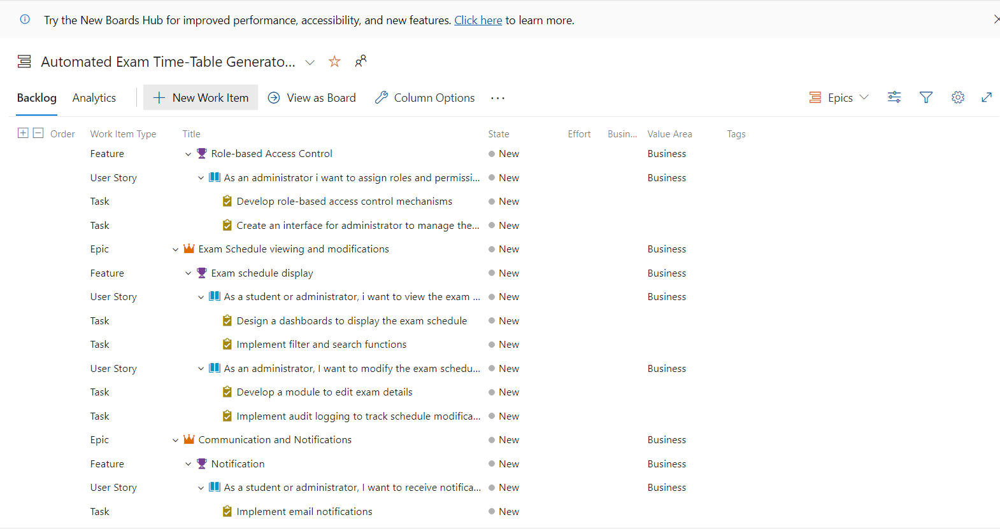 Try the New Boards Hub for improved performance, accessibility, and new features. Click here to learn more.
Automated Exam Time-Table Generato...
Backlog Analytics New Work Item View as Board Column Options Epics
Order Work Item Type Title State Effort Busin... Value Area Tags
Feature Role-based Access Control New Business
User Story As an administrator i want to assign roles and permissi... New Business
Task Develop role-based access control mechanisms New
Task Create an interface for administrator to manage the... New
Epic Exam Schedule viewing and modifications New Business
Feature Exam schedule display New Business
User Story As a student or administrator, i want to view the exam ... New Business
Task Design a dashboards to display the exam schedule New
Task Implement filter and search functions New
User Story As an administrator, I want to modify the exam schedu... New Business
Task Develop a module to edit exam details New
Task Implement audit logging to track schedule modifica... New
Epic Communication and Notifications New Business
Feature Notification New Business
User Story As a student or administrator, I want to receive notifica... New Business
Task Implement email notifications New